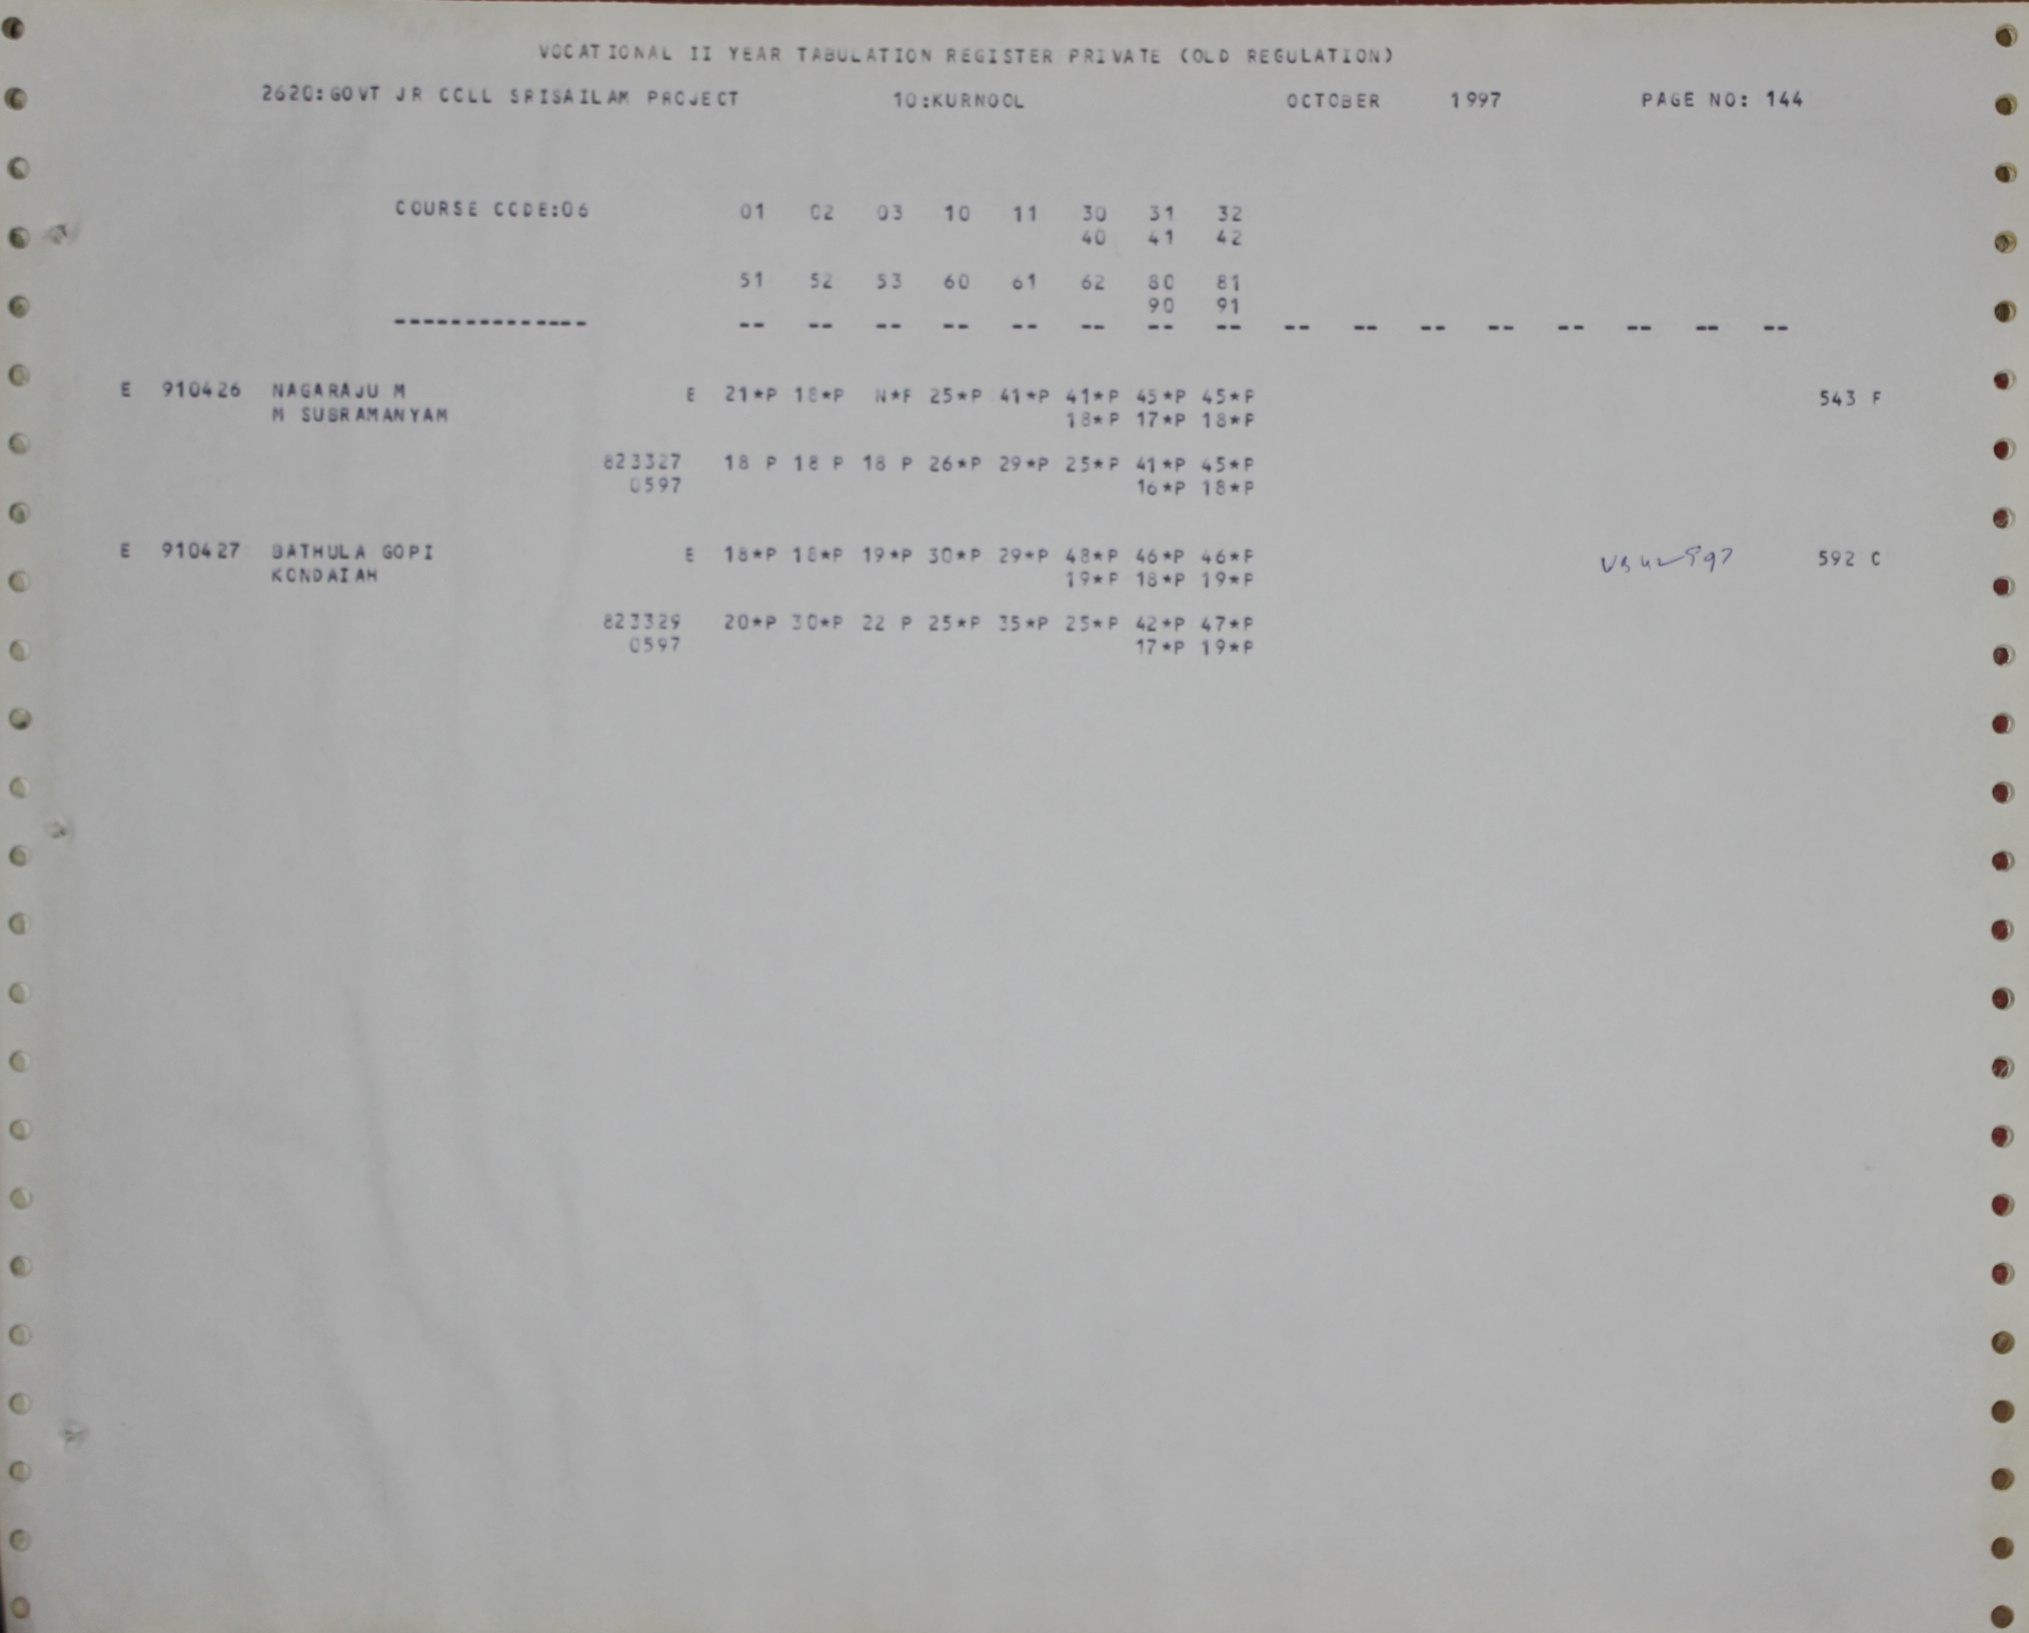 VOCATIONAL II YEAR TABULATION REGISTER PRIVATE (OLD REGULATION)
2620:GOVT JR COLL SRISAILAM PROJECT 10:KURNOOL OCTOBER 1997 PAGE NO: 144
COURSE CODE:06 01 02 03 10 11 30 31 32
40 41 42
51 52 53 60 61 62 80 81
90 91
-------------- -- -- -- -- -- -- -- -- -- -- -- -- -- -- -- --
E 910426 NAGARAJU M E 21*P 18*P N*F 25*P 41*P 41*P 45*P 45*P 543 F
M SUBRAMANYAM 18*P 17*P 18*P
823327 18 P 18 P 18 P 26*P 29*P 25*P 41*P 45*P
0597 16*P 18*P
E 910427 BATHULA GOPI E 18*P 18*P 19*P 30*P 29*P 48*P 46*P 46*P 592 C
KONDAIAH 19*P 18*P 19*P
823329 20*P 30*P 22 P 25*P 35*P 25*P 42*P 47*P
0597 17*P 19*P